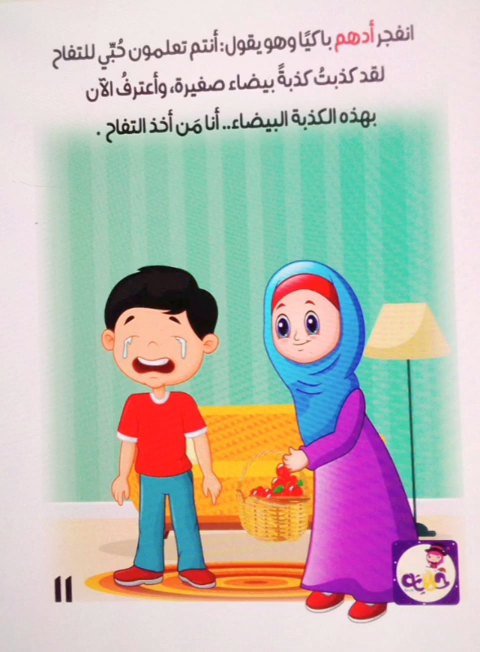 انفجر أدهم باكيًا وهو يقول: أنتم تعلمون حُبِّي للتفاح
لقد كذبتُ كذبةً بيضاء صغيرة، وأعترفُ الآن
بهذه الكذبة البيضاء.. أنا مَن أخذ التفاح .
١١